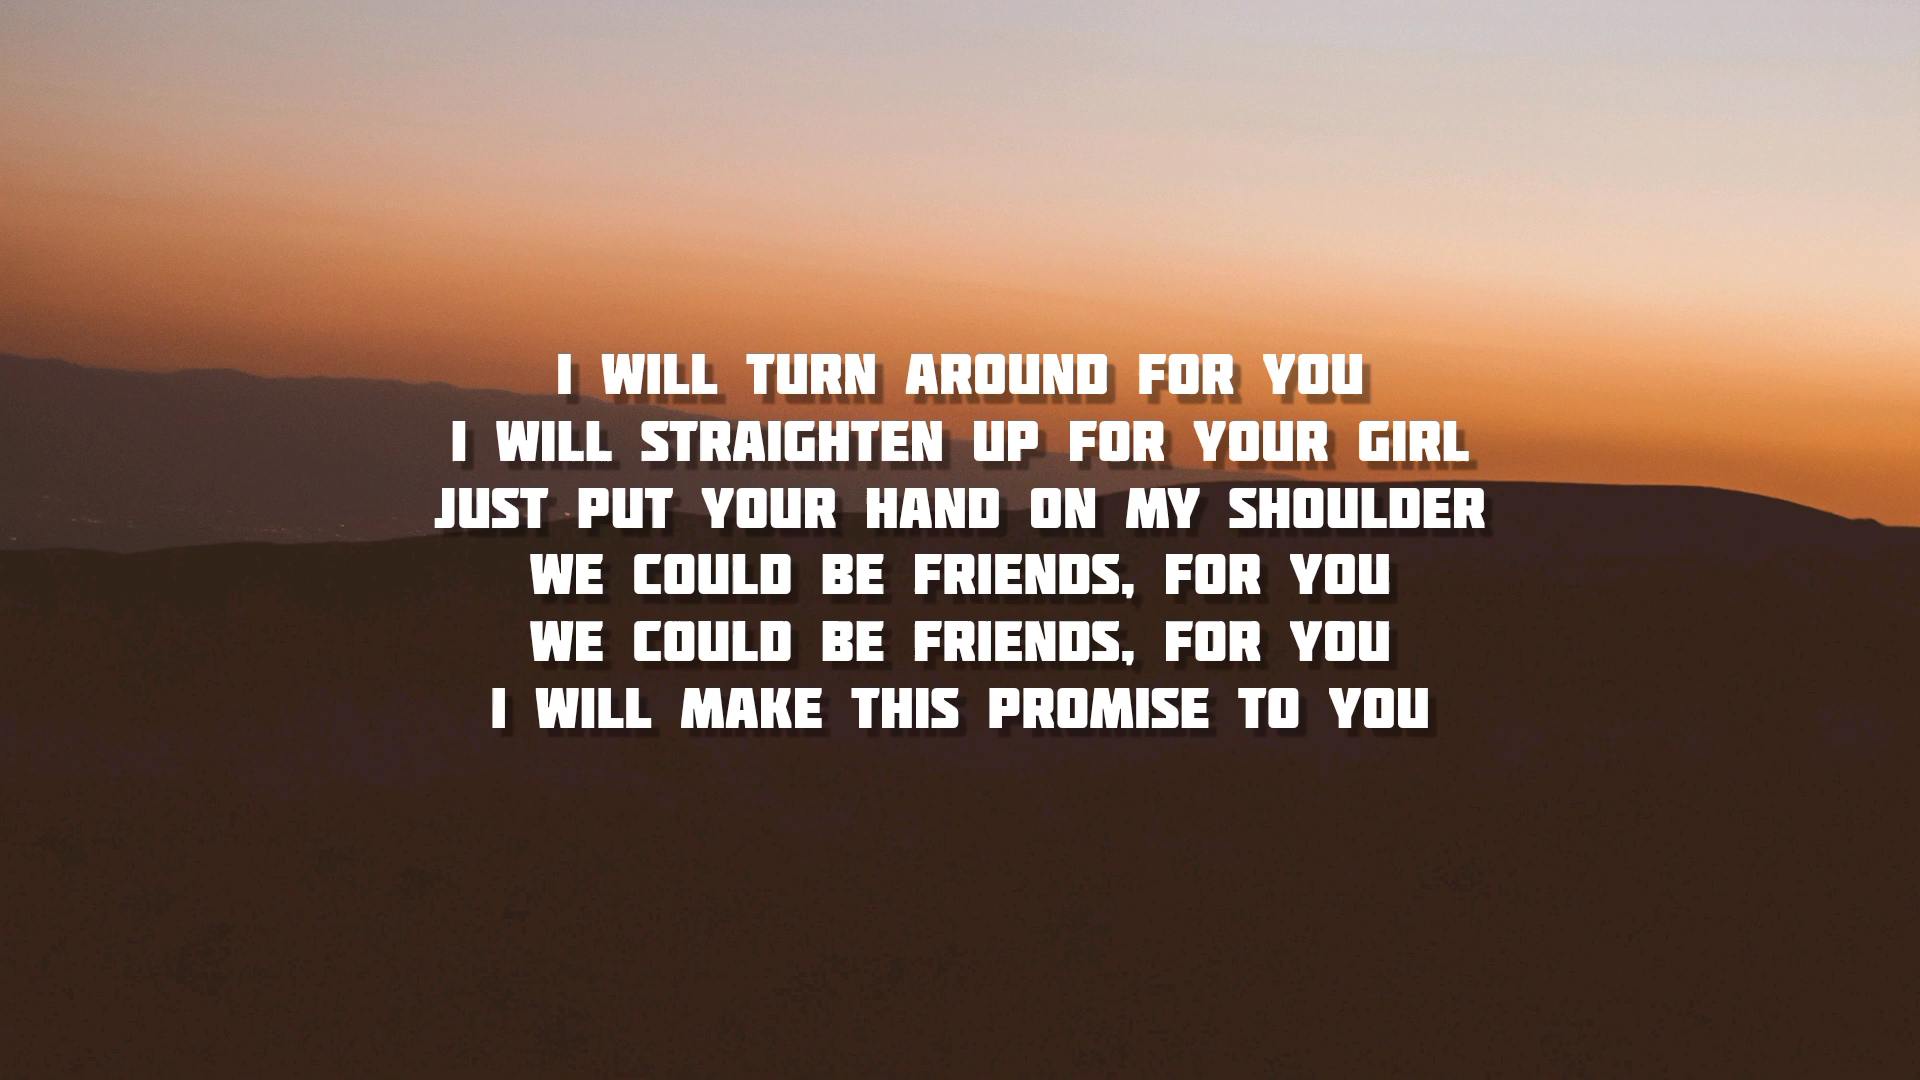 I WILL TURN AROUND FOR YOU
I WILL STRAIGHTEN UP FOR YOUR GIRL
JUST PUT YOUR HAND ON MY SHOULDER
WE COULD BE FRIENDS, FOR YOU
WE COULD BE FRIENDS, FOR YOU
I WILL MAKE THIS PROMISE TO YOU